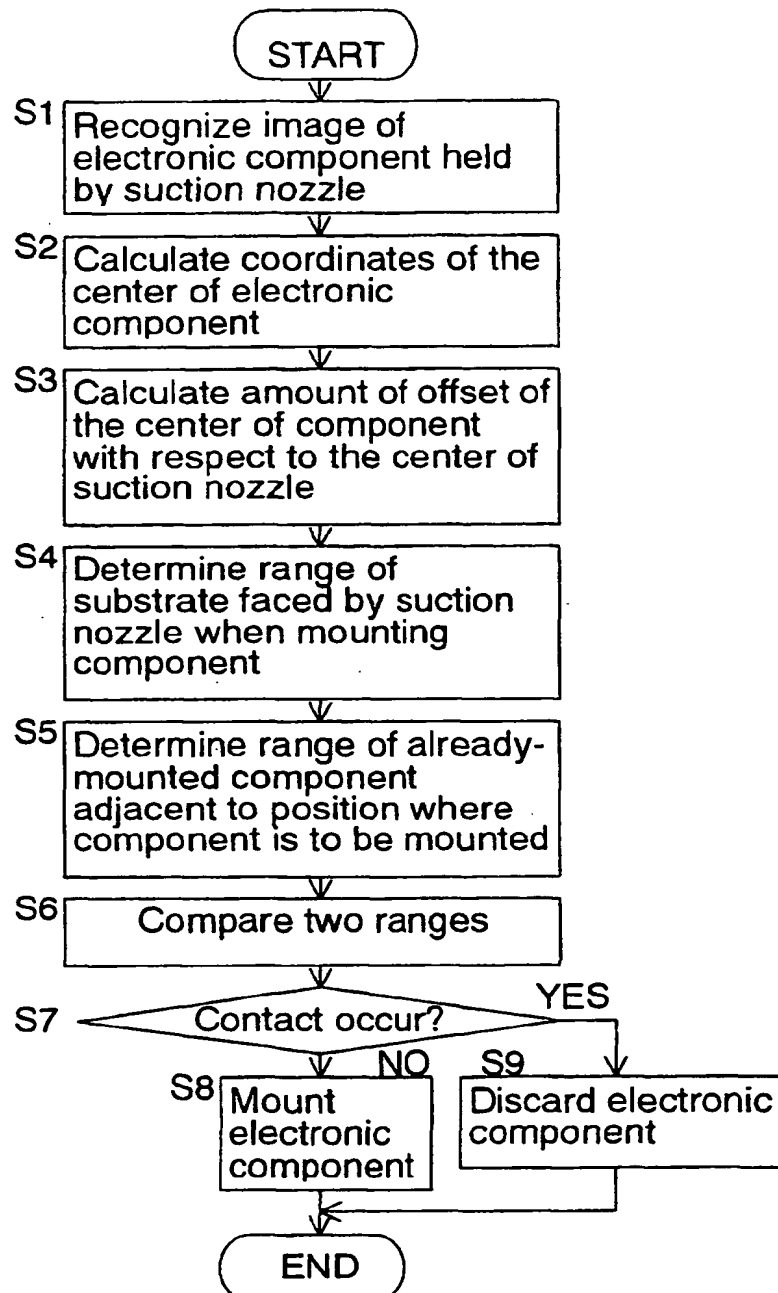 START
S1
Recognize image of
electronic component held
by suction nozzle
S2
Calculate coordinates of the
center of electronic
component
S3
Calculate amount of offset of
the center of component
with respect to the center of
suction nozzle
S4
Determine range of
substrate faced by suction
nozzle when mounting
component
S5
Determine range of already-
mounted component
adjacent to position where
component is to be mounted
S6
Compare two ranges
S7
Contact occur?
YES
NO
S8
Mount
electronic
component
S9
Discard electronic
component
END